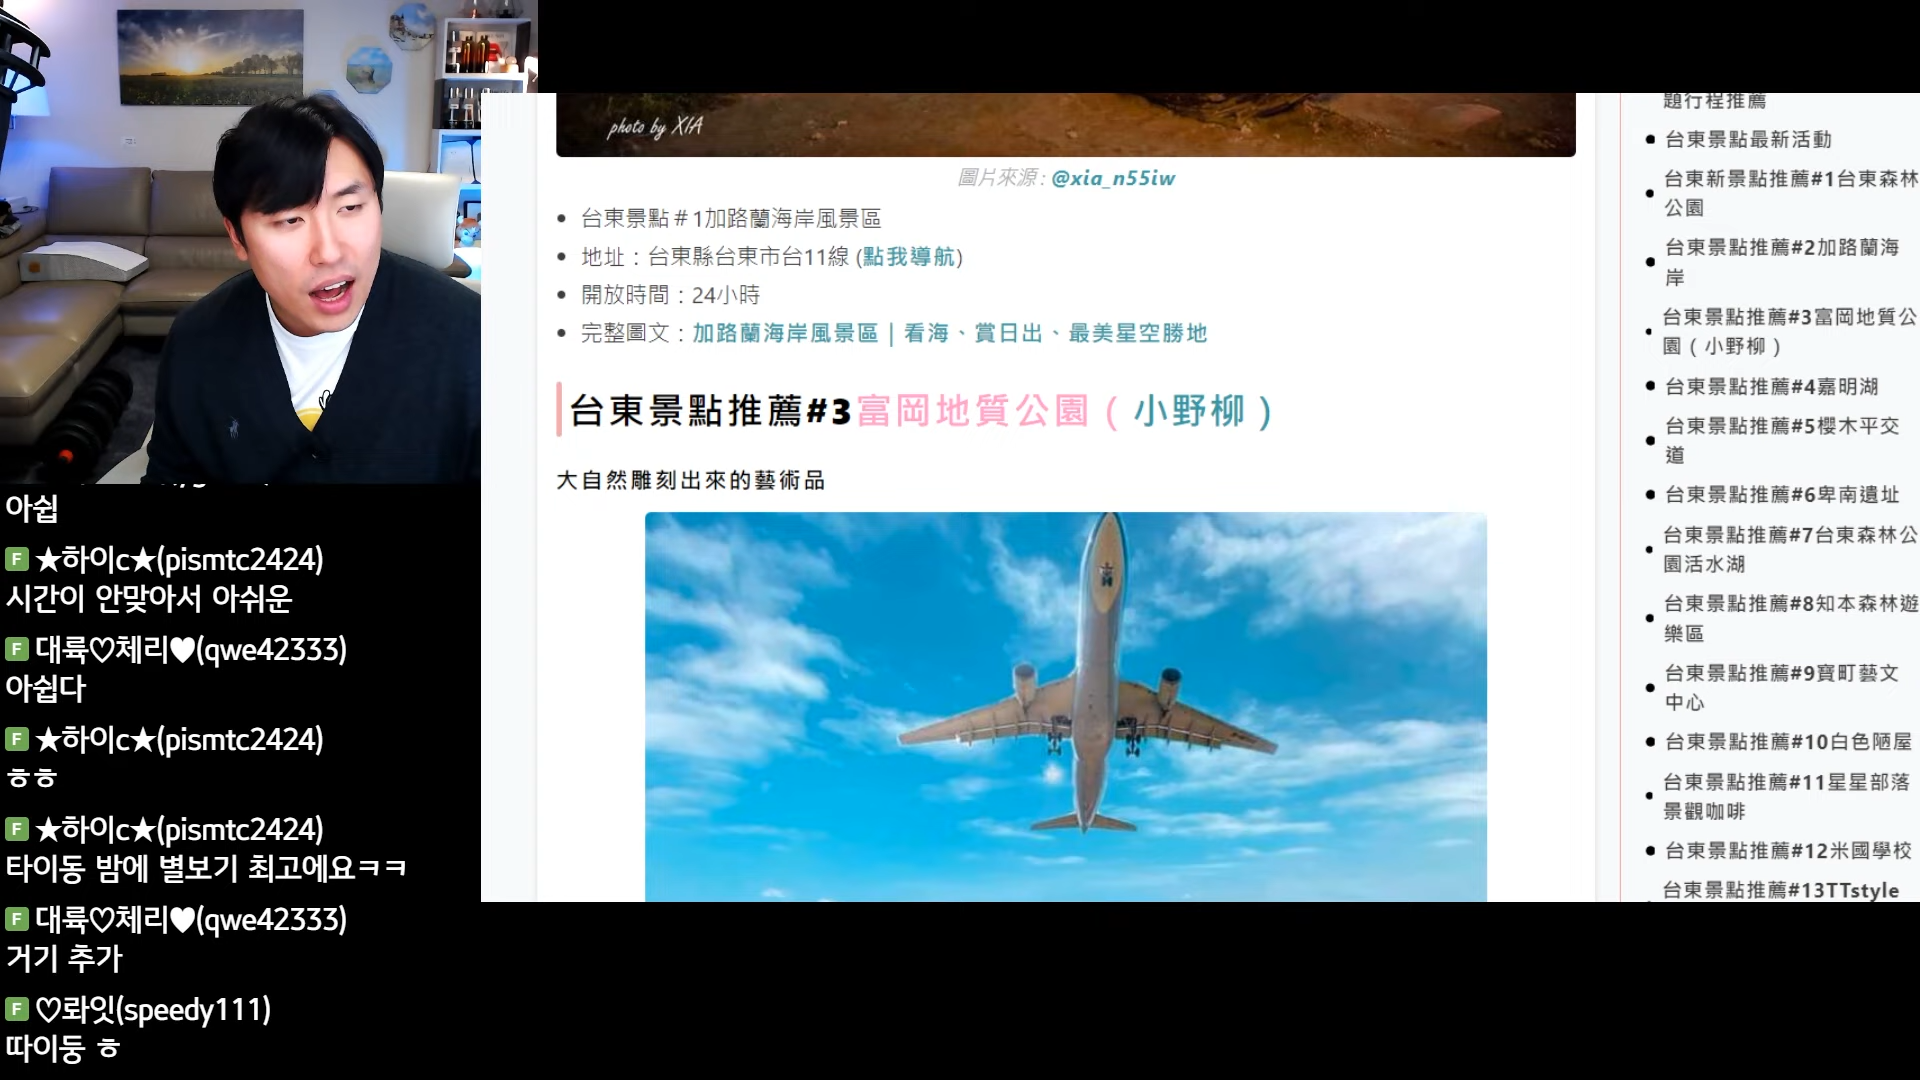 photo by XIA
圖片來源 : @xia_n55iw
台東景點＃1加路蘭海岸風景區
地址：台東縣台東市台11線 (點我導航)
開放時間：24小時
完整圖文：加路蘭海岸風景區｜看海、賞日出、最美星空勝地
台東景點推薦#3富岡地質公園（小野柳）
大自然雕刻出來的藝術品
題行程推薦
台東景點最新活動
台東新景點推薦#1台東森林
公園
台東景點推薦#2加路蘭海
岸
台東景點推薦#3富岡地質公
園（小野柳）
台東景點推薦#4嘉明湖
台東景點推薦#5櫻木平交
道
台東景點推薦#6卑南遺址
台東景點推薦#7台東森林公
園活水湖
台東景點推薦#8知本森林遊
樂區
台東景點推薦#9寶町藝文
中心
台東景點推薦#10白色陋屋
台東景點推薦#11星星部落
景觀咖啡
台東景點推薦#12米國學校
台東景點推薦#13TTstyle
아쉽
F ★하이c★(pismtc2424)
시간이 안맞아서 아쉬운
F 대륙♡체리♥(qwe42333)
아쉽다
F ★하이c★(pismtc2424)
ㅎㅎ
F ★하이c★(pismtc2424)
타이동 밤에 별보기 최고에요ㅋㅋ
F 대륙♡체리♥(qwe42333)
거기 추가
F ♡롸잇(speedy111)
따이둥 ㅎ